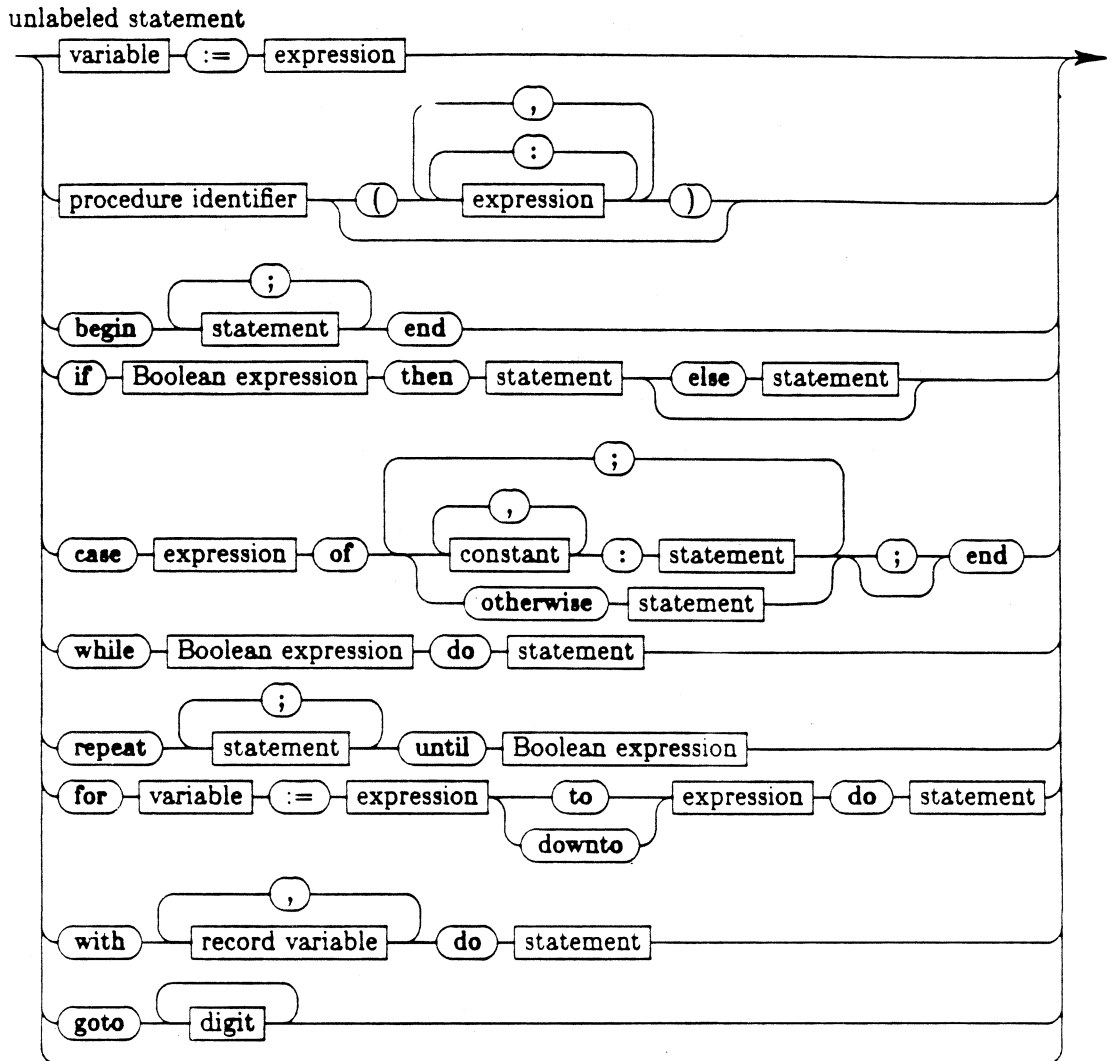 unlabeled statement
variable := expression
,
:
procedure identifier ( expression )
;
begin statement end
if Boolean expression then statement else statement
;
,
case expression of constant : statement ; end
otherwise statement
while Boolean expression do statement
;
repeat statement until Boolean expression
for variable := expression to expression do statement
downto
,
with record variable do statement
goto digit